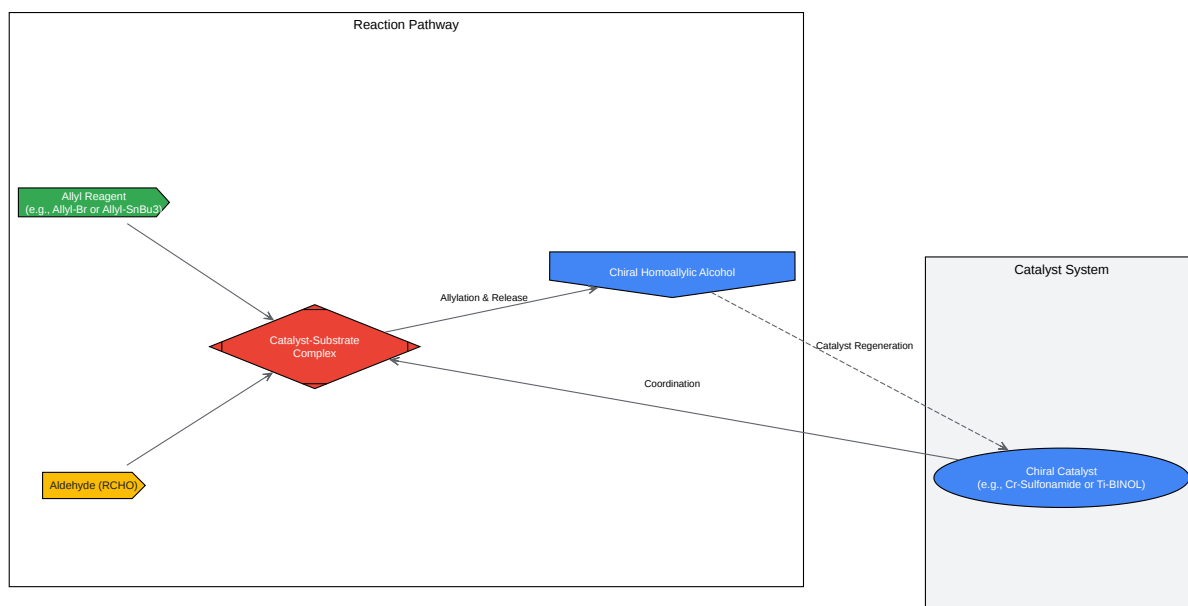 Reaction Pathway
Allyl Reagent
(e.g., Allyl-Br or Allyl-SnBu3)
Chiral Homoallylic Alcohol
Catalyst System
Allylation & Release
Catalyst-Substrate
Complex
Catalyst Regeneration
Coordination
Aldehyde (RCHO)
Chiral Catalyst
(e.g., Cr-Sulfonamide or Ti-BINOL)